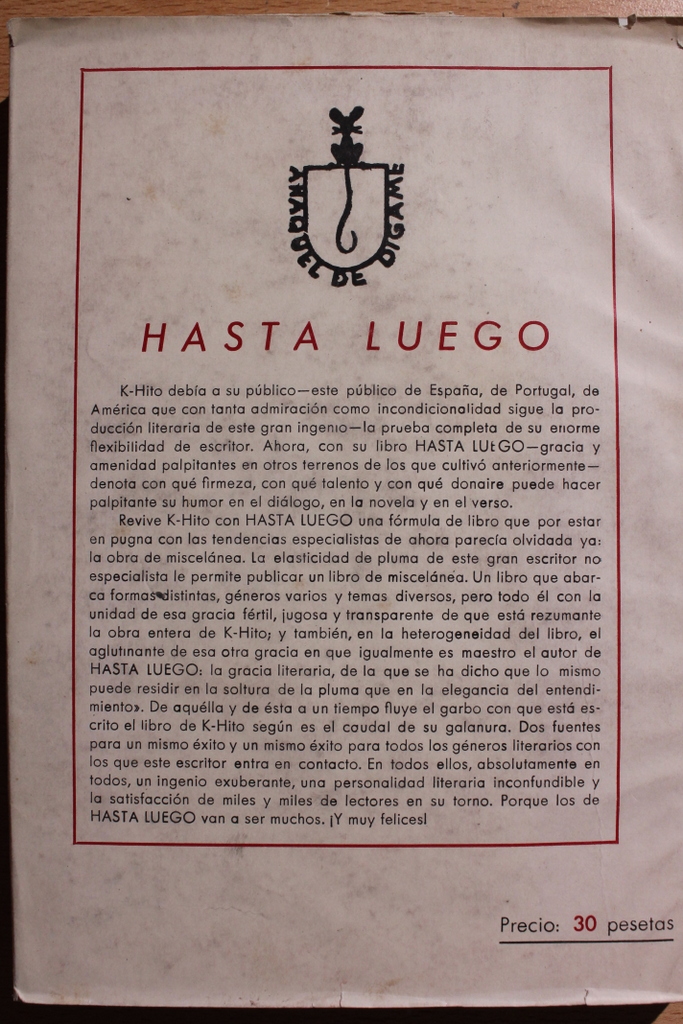 ANAQUEL DE DIGAME
HASTA LUEGO
K-Hito debía a su público—este público de España, de Portugal, de
América que con tanta admiración como incondicionalidad sigue la pro-
ducción literaria de este gran ingenio—la prueba completa de su enorme
flexibilidad de escritor. Ahora, con su libro HASTA LUEGO—gracia y
amenidad palpitantes en otros terrenos de los que cultivó anteriormente—
denota con qué firmeza, con qué talento y con qué donaire puede hacer
palpitante su humor en el diálogo, en la novela y en el verso.
Revive K-Hito con HASTA LUEGO una fórmula de libro que por estar
en pugna con las tendencias especialistas de ahora parecía olvidada ya:
la obra de miscelánea. La elasticidad de pluma de este gran escritor no
especialista le permite publicar un libro de miscelánea. Un libro que abar-
ca formas distintas, géneros varios y temas diversos, pero todo él con la
unidad de esa gracia fértil, jugosa y transparente de que está rezumante
la obra entera de K-Hito; y también, en la heterogeneidad del libro, el
aglutinante de esa otra gracia en que igualmente es maestro el autor de
HASTA LUEGO: la gracia literaria, de la que se ha dicho que lo mismo
puede residir en la soltura de la pluma que en la elegancia del entendi-
miento». De aquélla y de ésta a un tiempo fluye el garbo con que está es-
crito el libro de K-Hito según es el caudal de su galanura. Dos fuentes
para un mismo éxito y un mismo éxito para todos los géneros literarios con
los que este escritor entra en contacto. En todos ellos, absolutamente en
todos, un ingenio exuberante, una personalidad literaria inconfundible y
la satisfacción de miles y miles de lectores en su torno. Porque los de
HASTA LUEGO van a ser muchos. ¡Y muy felices!
Precio: 30 pesetas